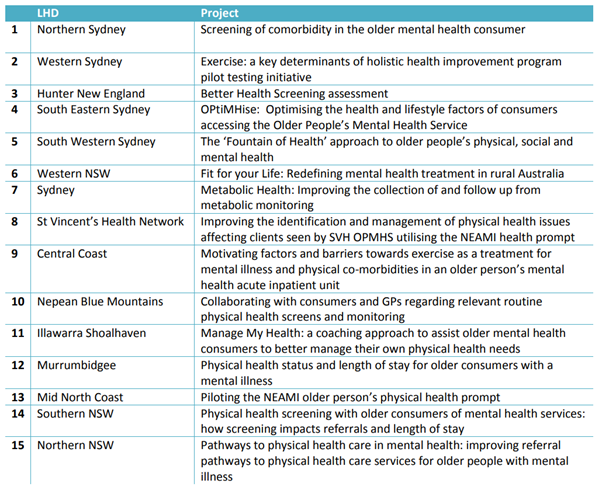 LHD Project
1 Northern Sydney Screening of comorbidity in the older mental health consumer
2 Western Sydney Exercise: a key determinants of holistic health improvement program
pilot testing initiative
3 Hunter New England Better Health Screening assessment
4 South Eastern Sydney OPtiMHise: Optimising the health and lifestyle factors of consumers
accessing the Older People's Mental Health Service
5 South Western Sydney The 'Fountain of Health' approach to older people's physical, social and
mental health
6 Western NSW Fit for your Life: Redefining mental health treatment in rural Australia
7 Sydney Metabolic Health: Improving the collection of and follow up from
metabolic monitoring
8 St Vincent's Health Network Improving the identification and management of physical health issues
affecting clients seen by SVH OPMHS utilising the NEAMI health prompt
9 Central Coast Motivating factors and barriers towards exercise as a treatment for
mental illness and physical co-morbidities in an older person's mental
health acute inpatient unit
10 Nepean Blue Mountains Collaborating with consumers and GPs regarding relevant routine
physical health screens and monitoring
11 Illawarra Shoalhaven Manage My Health: a coaching approach to assist older mental health
consumers to better manage their own physical health needs
12 Murrumbidgee Physical health status and length of stay for older consumers with a
mental illness
13 Mid North Coast Piloting the NEAMI older person's physical health prompt
14 Southern NSW Physical health screening with older consumers of mental health services:
how screening impacts referrals and length of stay
15 Northern NSW Pathways to physical health care in mental health: improving referral
pathways to physical health care services for older people with mental
illness